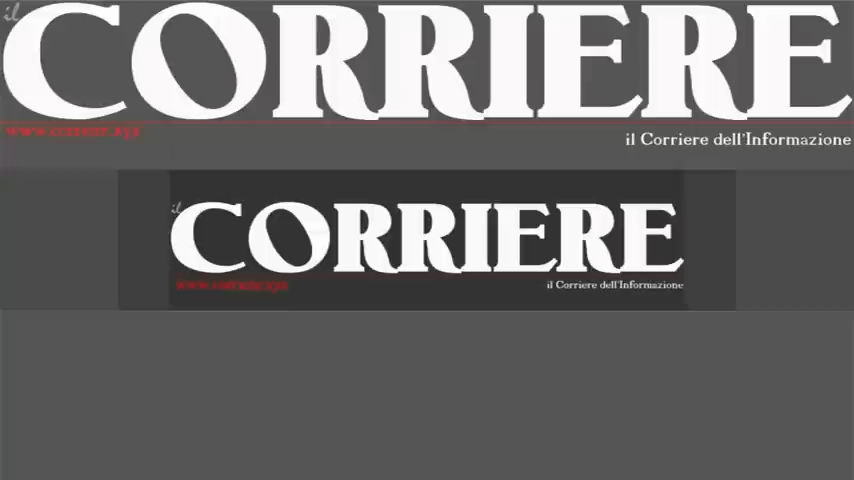 il
CORRIERE
il Corriere dell'Informazione
il
CORRIERE
il Corriere dell'Informazione